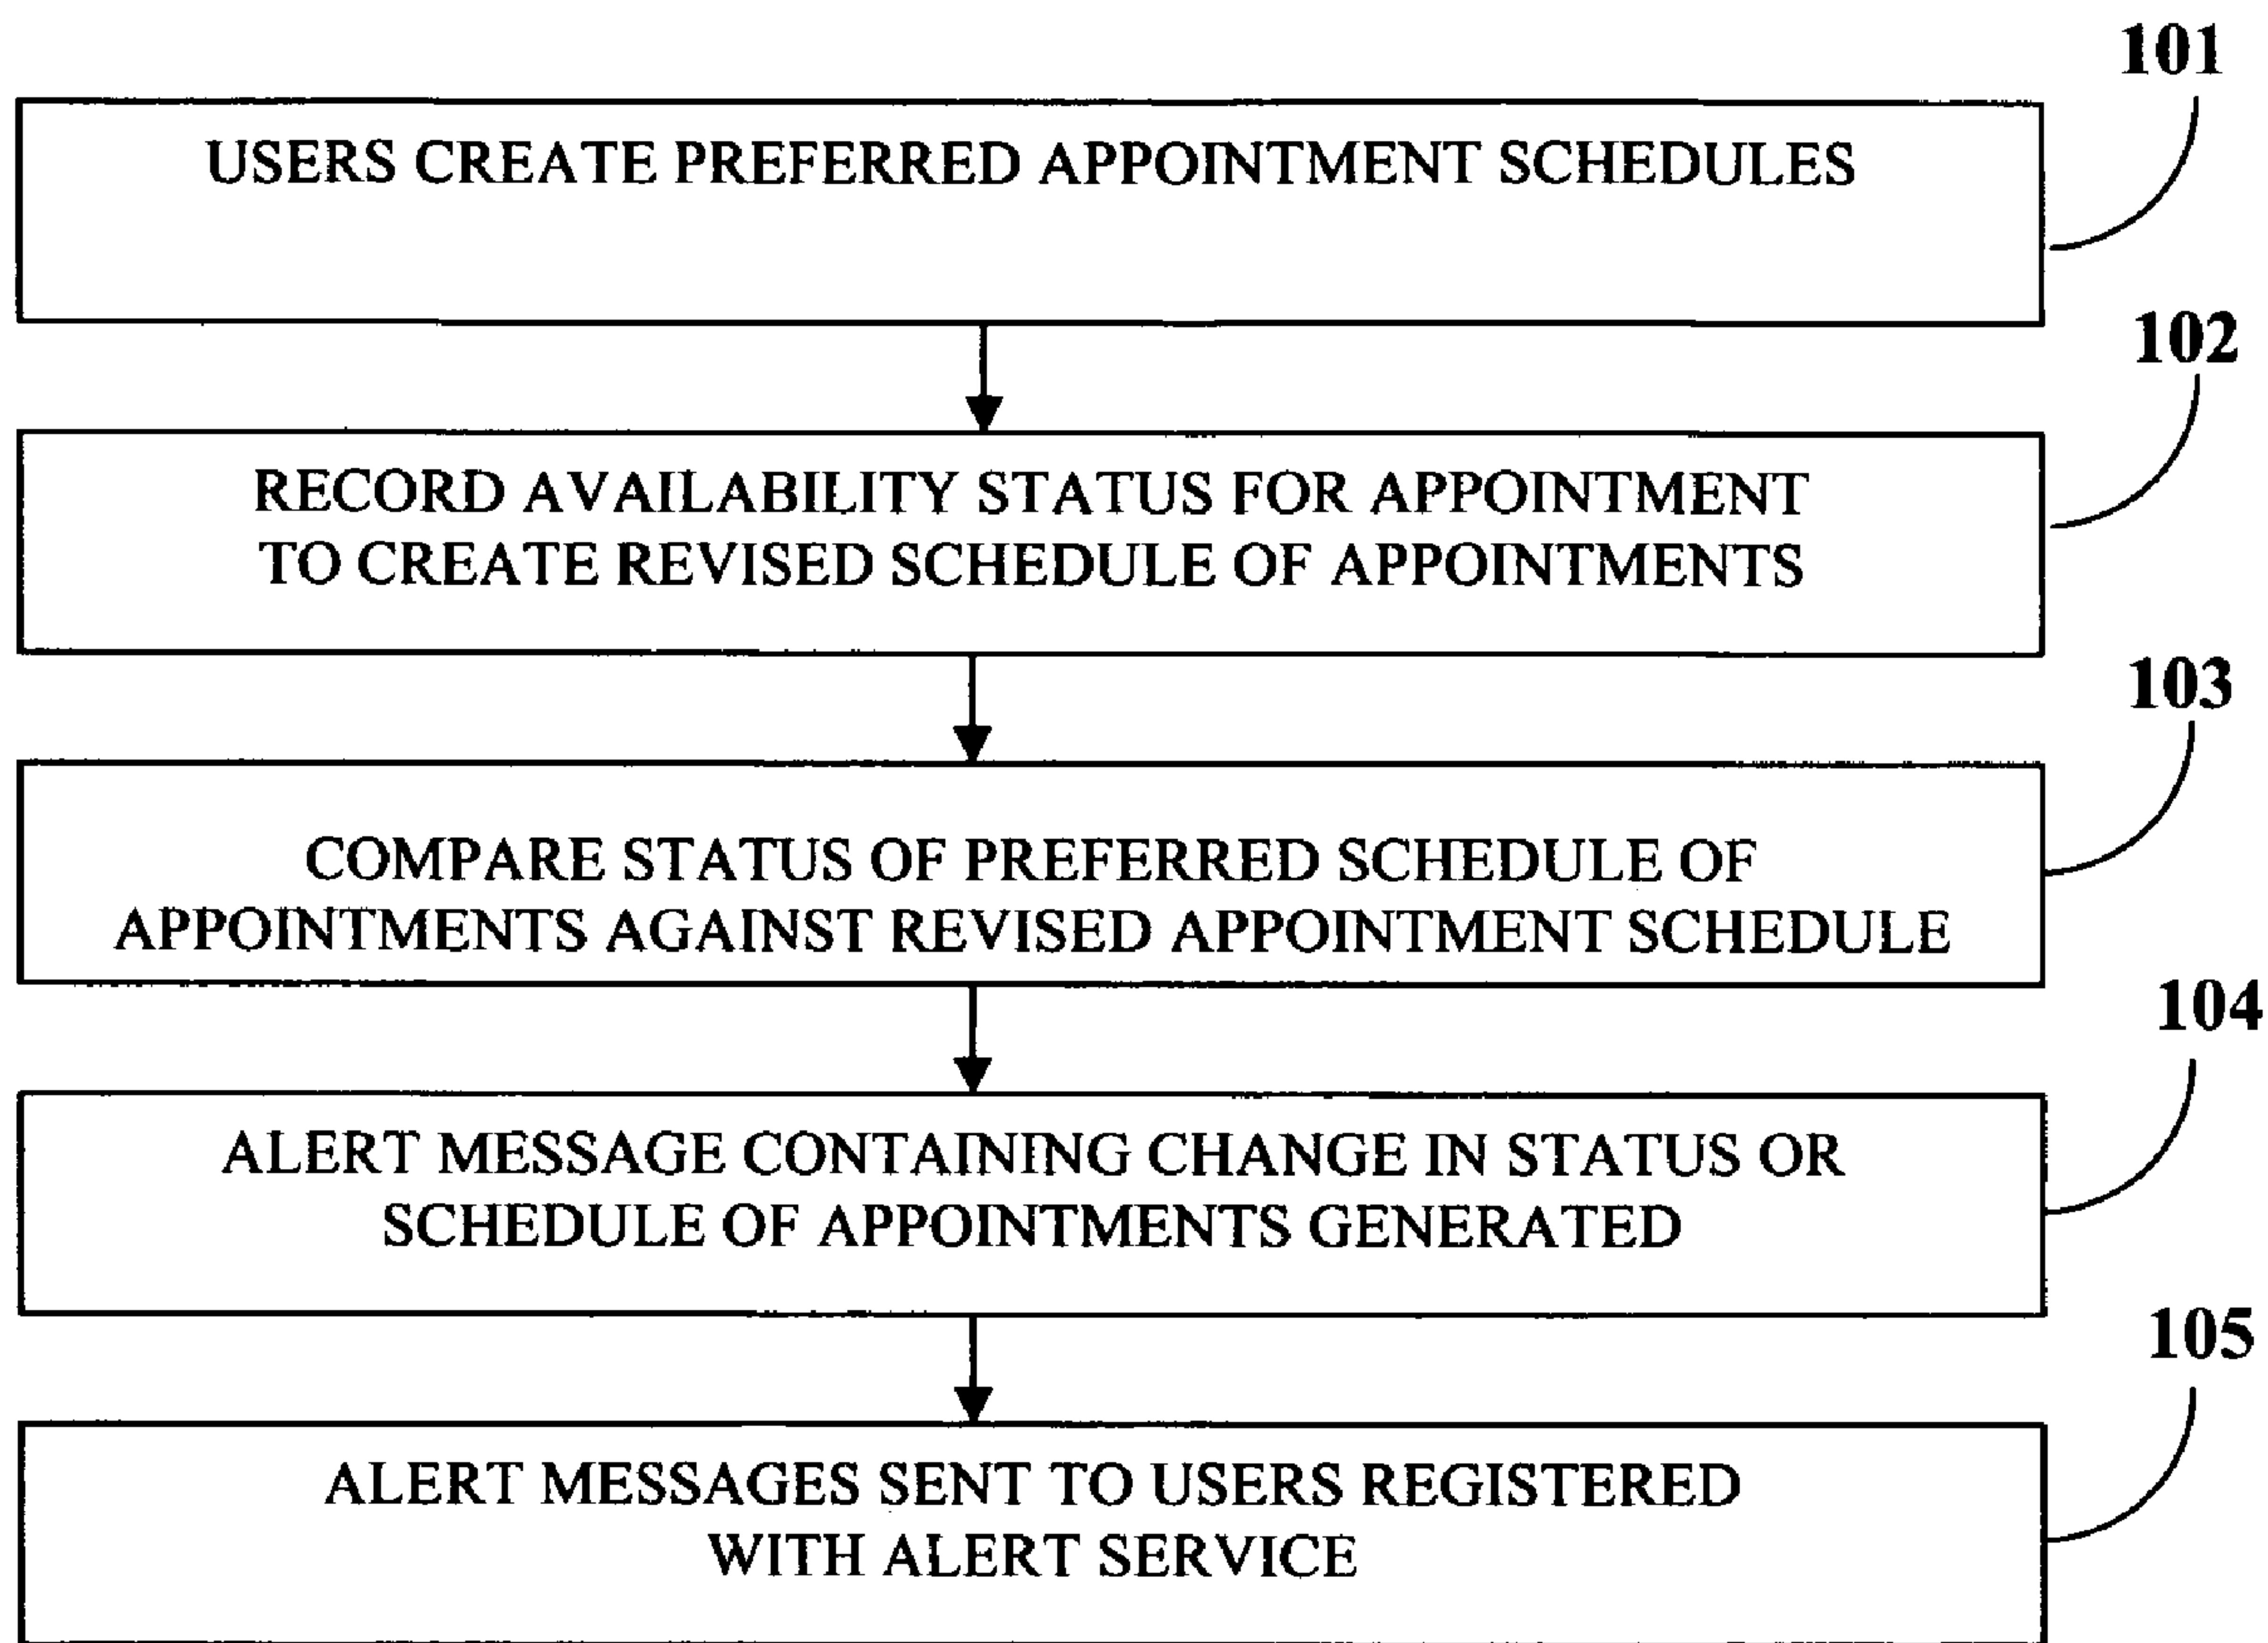 101
USERS CREATE PREFERRED APPOINTMENT SCHEDULES
102
RECORD AVAILABILITY STATUS FOR APPOINTMENT
TO CREATE REVISED SCHEDULE OF APPOINTMENTS
103
COMPARE STATUS OF PREFERRED SCHEDULE OF
APPOINTMENTS AGAINST REVISED APPOINTMENT SCHEDULE
104
ALERT MESSAGE CONTAINING CHANGE IN STATUS OR
SCHEDULE OF APPOINTMENTS GENERATED
105
ALERT MESSAGES SENT TO USERS REGISTERED
WITH ALERT SERVICE